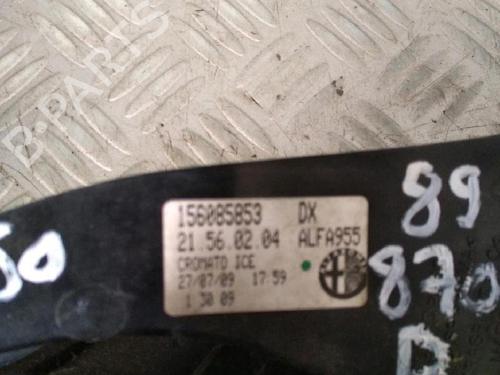 B-PARTS
156085853 DX
21.56.02.04 ALFA955
CROMATO ICE
27/07/09 17:59
1 30 09
50
89
870